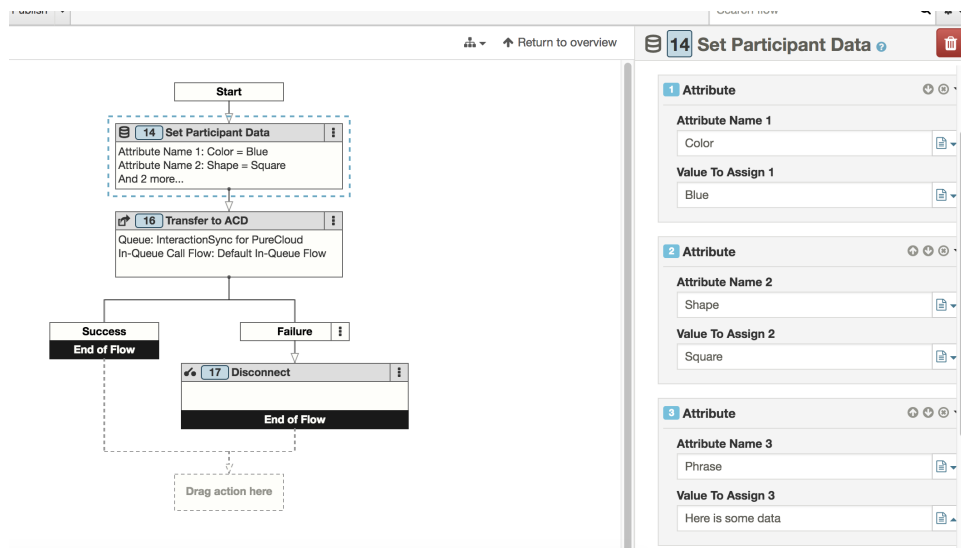 Publish
Search flow
Return to overview
14 Set Participant Data
Start
14 Set Participant Data
Attribute Name 1: Color = Blue
Attribute Name 2: Shape = Square
And 2 more...
16 Transfer to ACD
Queue: InteractionSync for PureCloud
In-Queue Call Flow: Default In-Queue Flow
Success
End of Flow
Failure
17 Disconnect
End of Flow
Drag action here
1 Attribute
Attribute Name 1
Color
Value To Assign 1
Blue
2 Attribute
Attribute Name 2
Shape
Value To Assign 2
Square
3 Attribute
Attribute Name 3
Phrase
Value To Assign 3
Here is some data